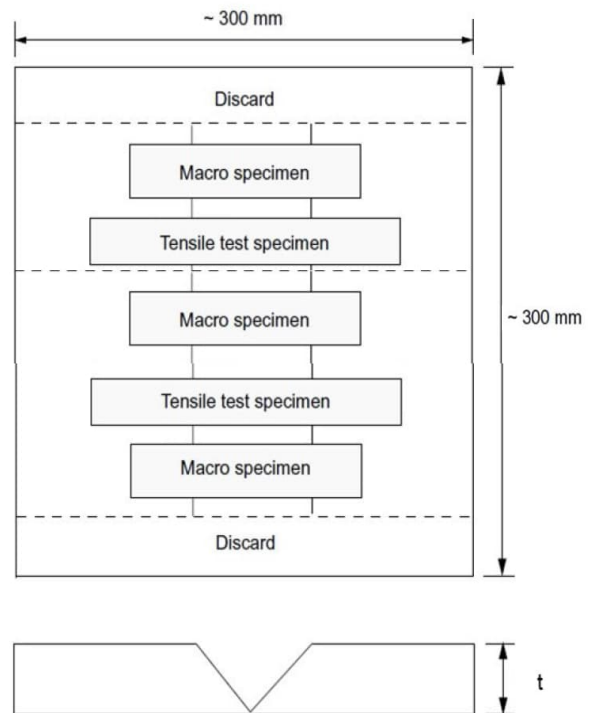 ~ 300 mm
Discard
Macro specimen
Tensile test specimen
Macro specimen
~ 300 mm
Tensile test specimen
Macro specimen
Discard
t